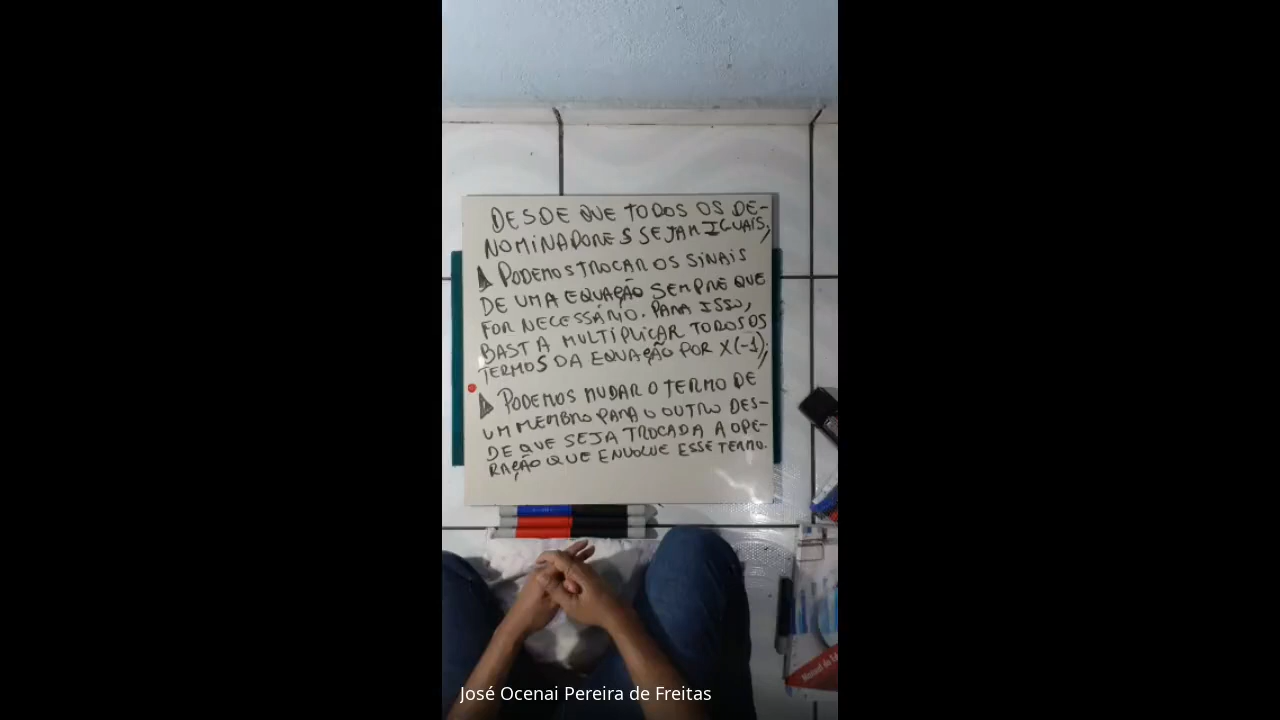 DESDE QUE TODOS OS DE-
NOMINADORES SEJAM IGUAIS;
PODEMOS TROCAR OS SINAIS
DE UMA EQUAÇÃO SEMPRE QUE
FOR NECESSÁRIO. PARA ISSO,
BASTA MULTIPLICAR TODOS OS
TERMOS DA EQUAÇÃO POR X(-1);
PODEMOS MUDAR O TERMO DE
UM MEMBRO PARA O OUTRO DES-
DE QUE SEJA TROCADA A OPE-
RAÇÃO QUE ENVOLVE ESSE TERMO.
José Ocenai Pereira de Freitas